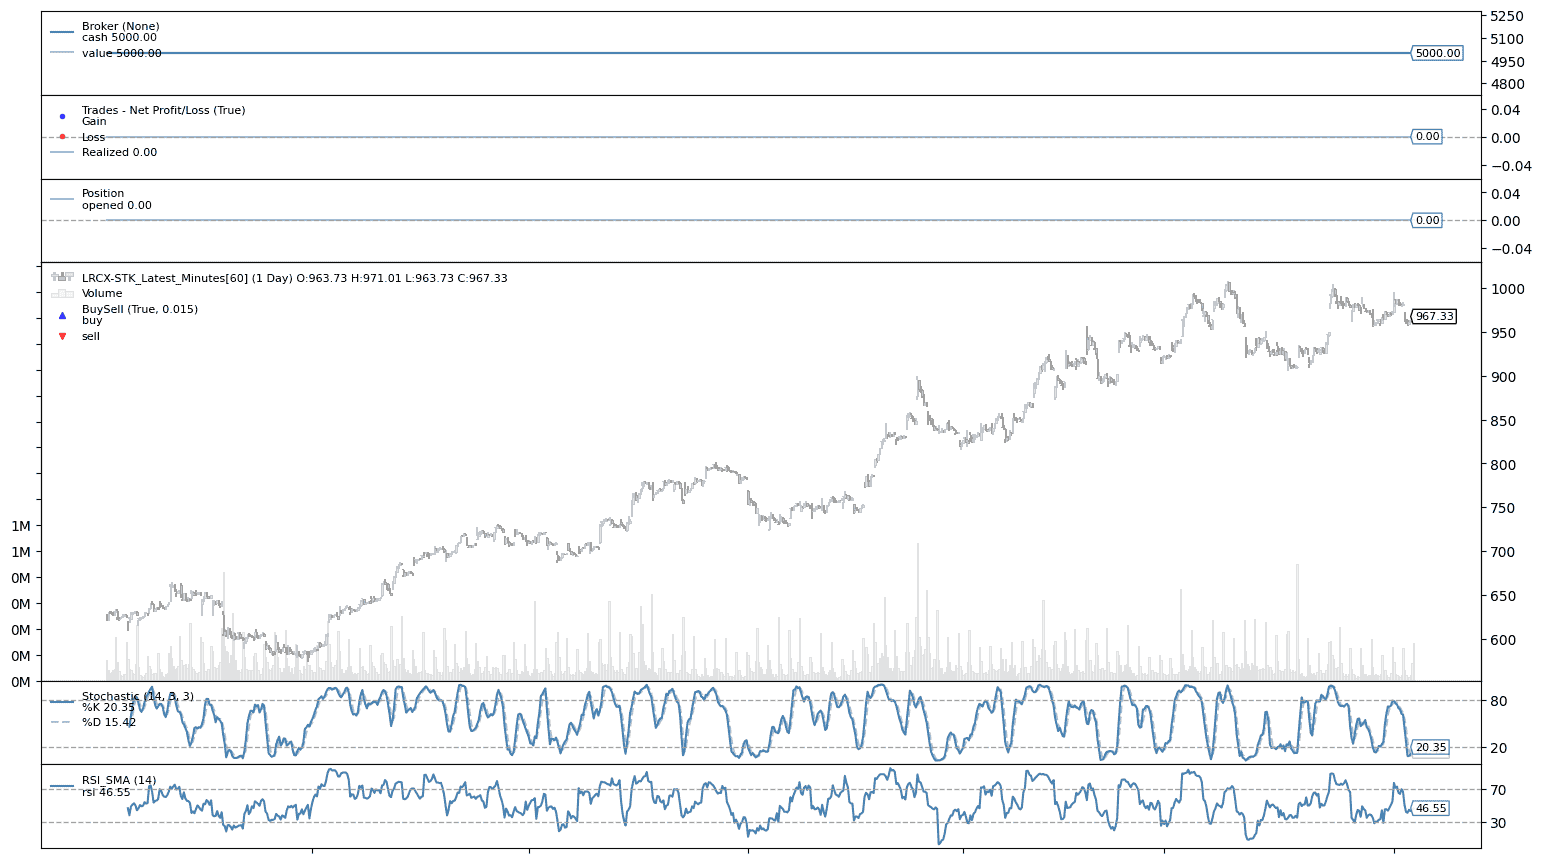 Broker (None)
cash 5000.00
value 5000.00
5000.00
5250
5100
4950
4800
Trades - Net Profit/Loss (True)
Gain
Loss
Realized 0.00
0.00
0.04
0.00
−0.04
Position
opened 0.00
0.00
0.04
0.00
−0.04
LRCX-STK_Latest_Minutes[60] (1 Day) O:963.73 H:971.01 L:963.73 C:967.33
Volume
BuySell (True, 0.015)
buy
sell
967.33
1000
950
900
850
800
750
700
650
600
1M
1M
0M
0M
0M
0M
0M
Stochastic (14, 3, 3)
%K 20.35
%D 15.42
20.35
80
20
RSI_SMA (14)
rsi 46.55
46.55
70
30